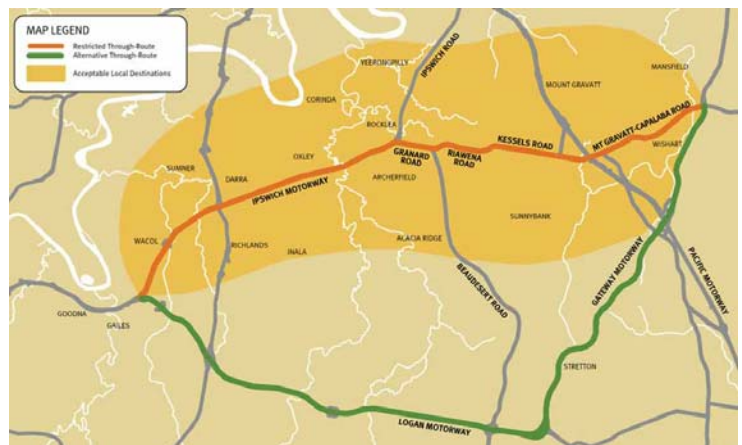 MAP LEGEND
Restricted Through-Route
Alternative Through-Route
Acceptable Local Destinations
YEERONGPILLY
IPSWICH ROAD
MANSFIELD
MOUNT GRAVATT
CORINDA
ROCKLEA
MT GRAVATT-CAPALABA ROAD
KESSELS ROAD
WISHART
GRANARD
ROAD
RIAWENA
ROAD
OXLEY
SUMNER
DARRA
IPSWICH MOTORWAY
ARCHERFIELD
SUNNYBANK
WACOL
RICHLANDS
INALA
ACACIA RIDGE
BEAUDESERT ROAD
GATEWAY MOTORWAY
PACIFIC MOTORWAY
GOODNA
GAILES
STRETTON
LOGAN MOTORWAY